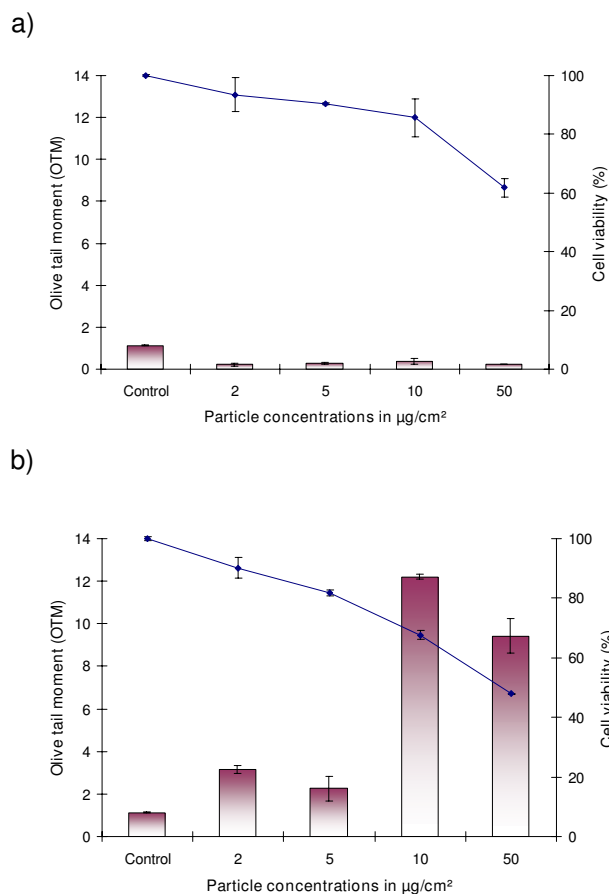 a)
14
12
10
8
6
4
2
0
Olive tail moment (OTM)
100
80
60
40
20
0
Cell viability (%)
Control 2 5 10 50
Particle concentrations in µg/cm²
b)
14
12
10
8
6
4
2
0
Olive tail moment (OTM)
100
80
60
40
20
0
Cell viability (%)
Control 2 5 10 50
Particle concentrations in µg/cm²